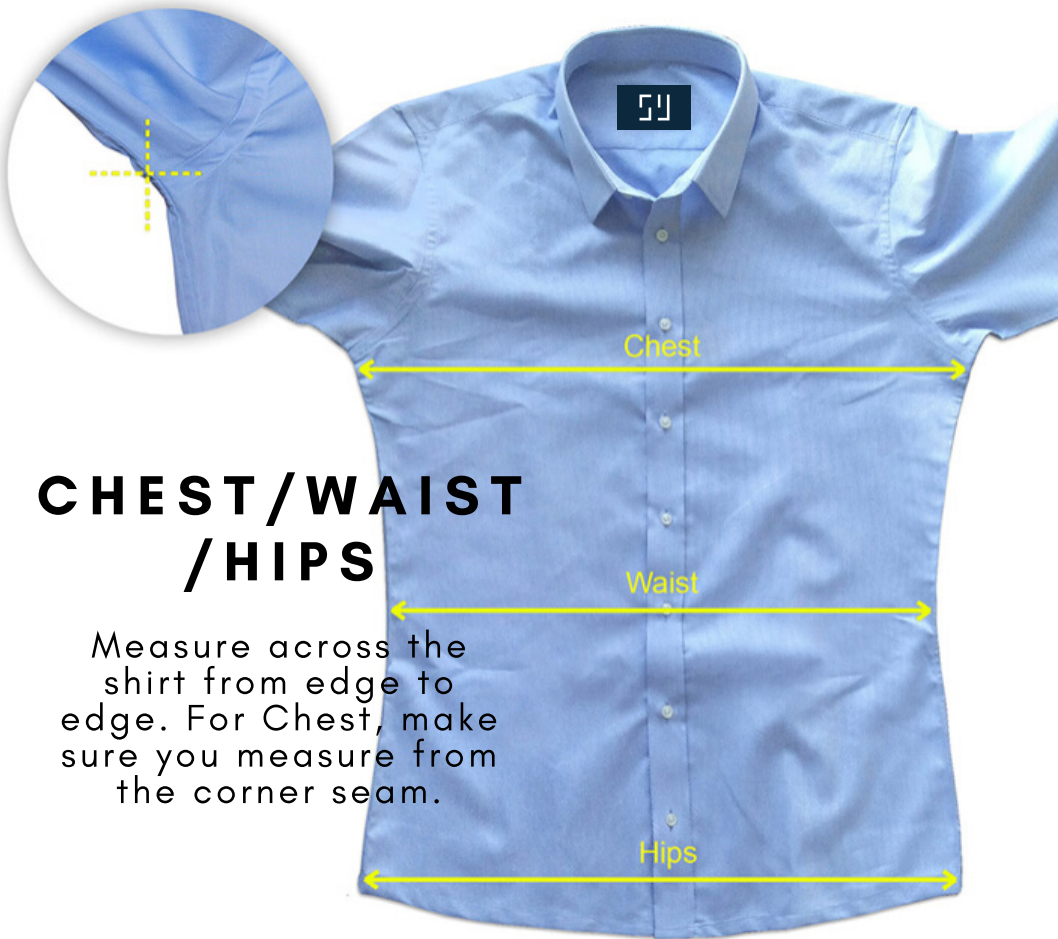 Chest
CHEST/WAIST
/HIPS
Waist
Measure across the
shirt from edge to
edge. For Chest, make
sure you measure from
the corner seam.
Hips